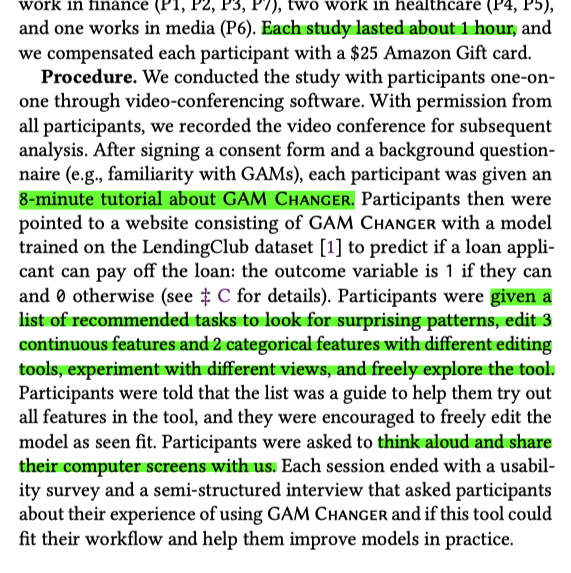 work in finance (P1, P2, P3, P7), two work in healthcare (P4, P5),
and one works in media (P6). Each study lasted about 1 hour, and
we compensated each participant with a $25 Amazon Gift card.
Procedure. We conducted the study with participants one-on-
one through video-conferencing software. With permission from
all participants, we recorded the video conference for subsequent
analysis. After signing a consent form and a background question-
naire (e.g., familiarity with GAMs), each participant was given an
8-minute tutorial about GAM CHANGER. Participants then were
pointed to a website consisting of GAM CHANGER with a model
trained on the LendingClub dataset [1] to predict if a loan appli-
cant can pay off the loan: the outcome variable is 1 if they can
and 0 otherwise (see ‡ C for details). Participants were given a
list of recommended tasks to look for surprising patterns, edit 3
continuous features and 2 categorical features with different editing
tools, experiment with different views, and freely explore the tool.
Participants were told that the list was a guide to help them try out
all features in the tool, and they were encouraged to freely edit the
model as seen fit. Participants were asked to think aloud and share
their computer screens with us. Each session ended with a usabil-
ity survey and a semi-structured interview that asked participants
about their experience of using GAM CHANGER and if this tool could
fit their workflow and help them improve models in practice.